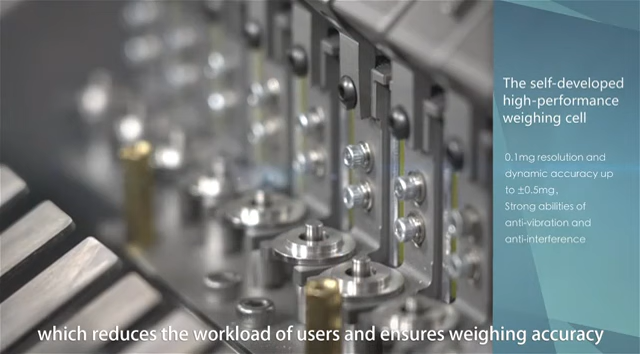 The self-developed
high-performance
weighing cell
0.1mg resolution and
dynamic accuracy up
to ±0.5mg,
Strong abilities of
anti-vibration and
anti-interference
which reduces the workload of users and ensures weighing accuracy